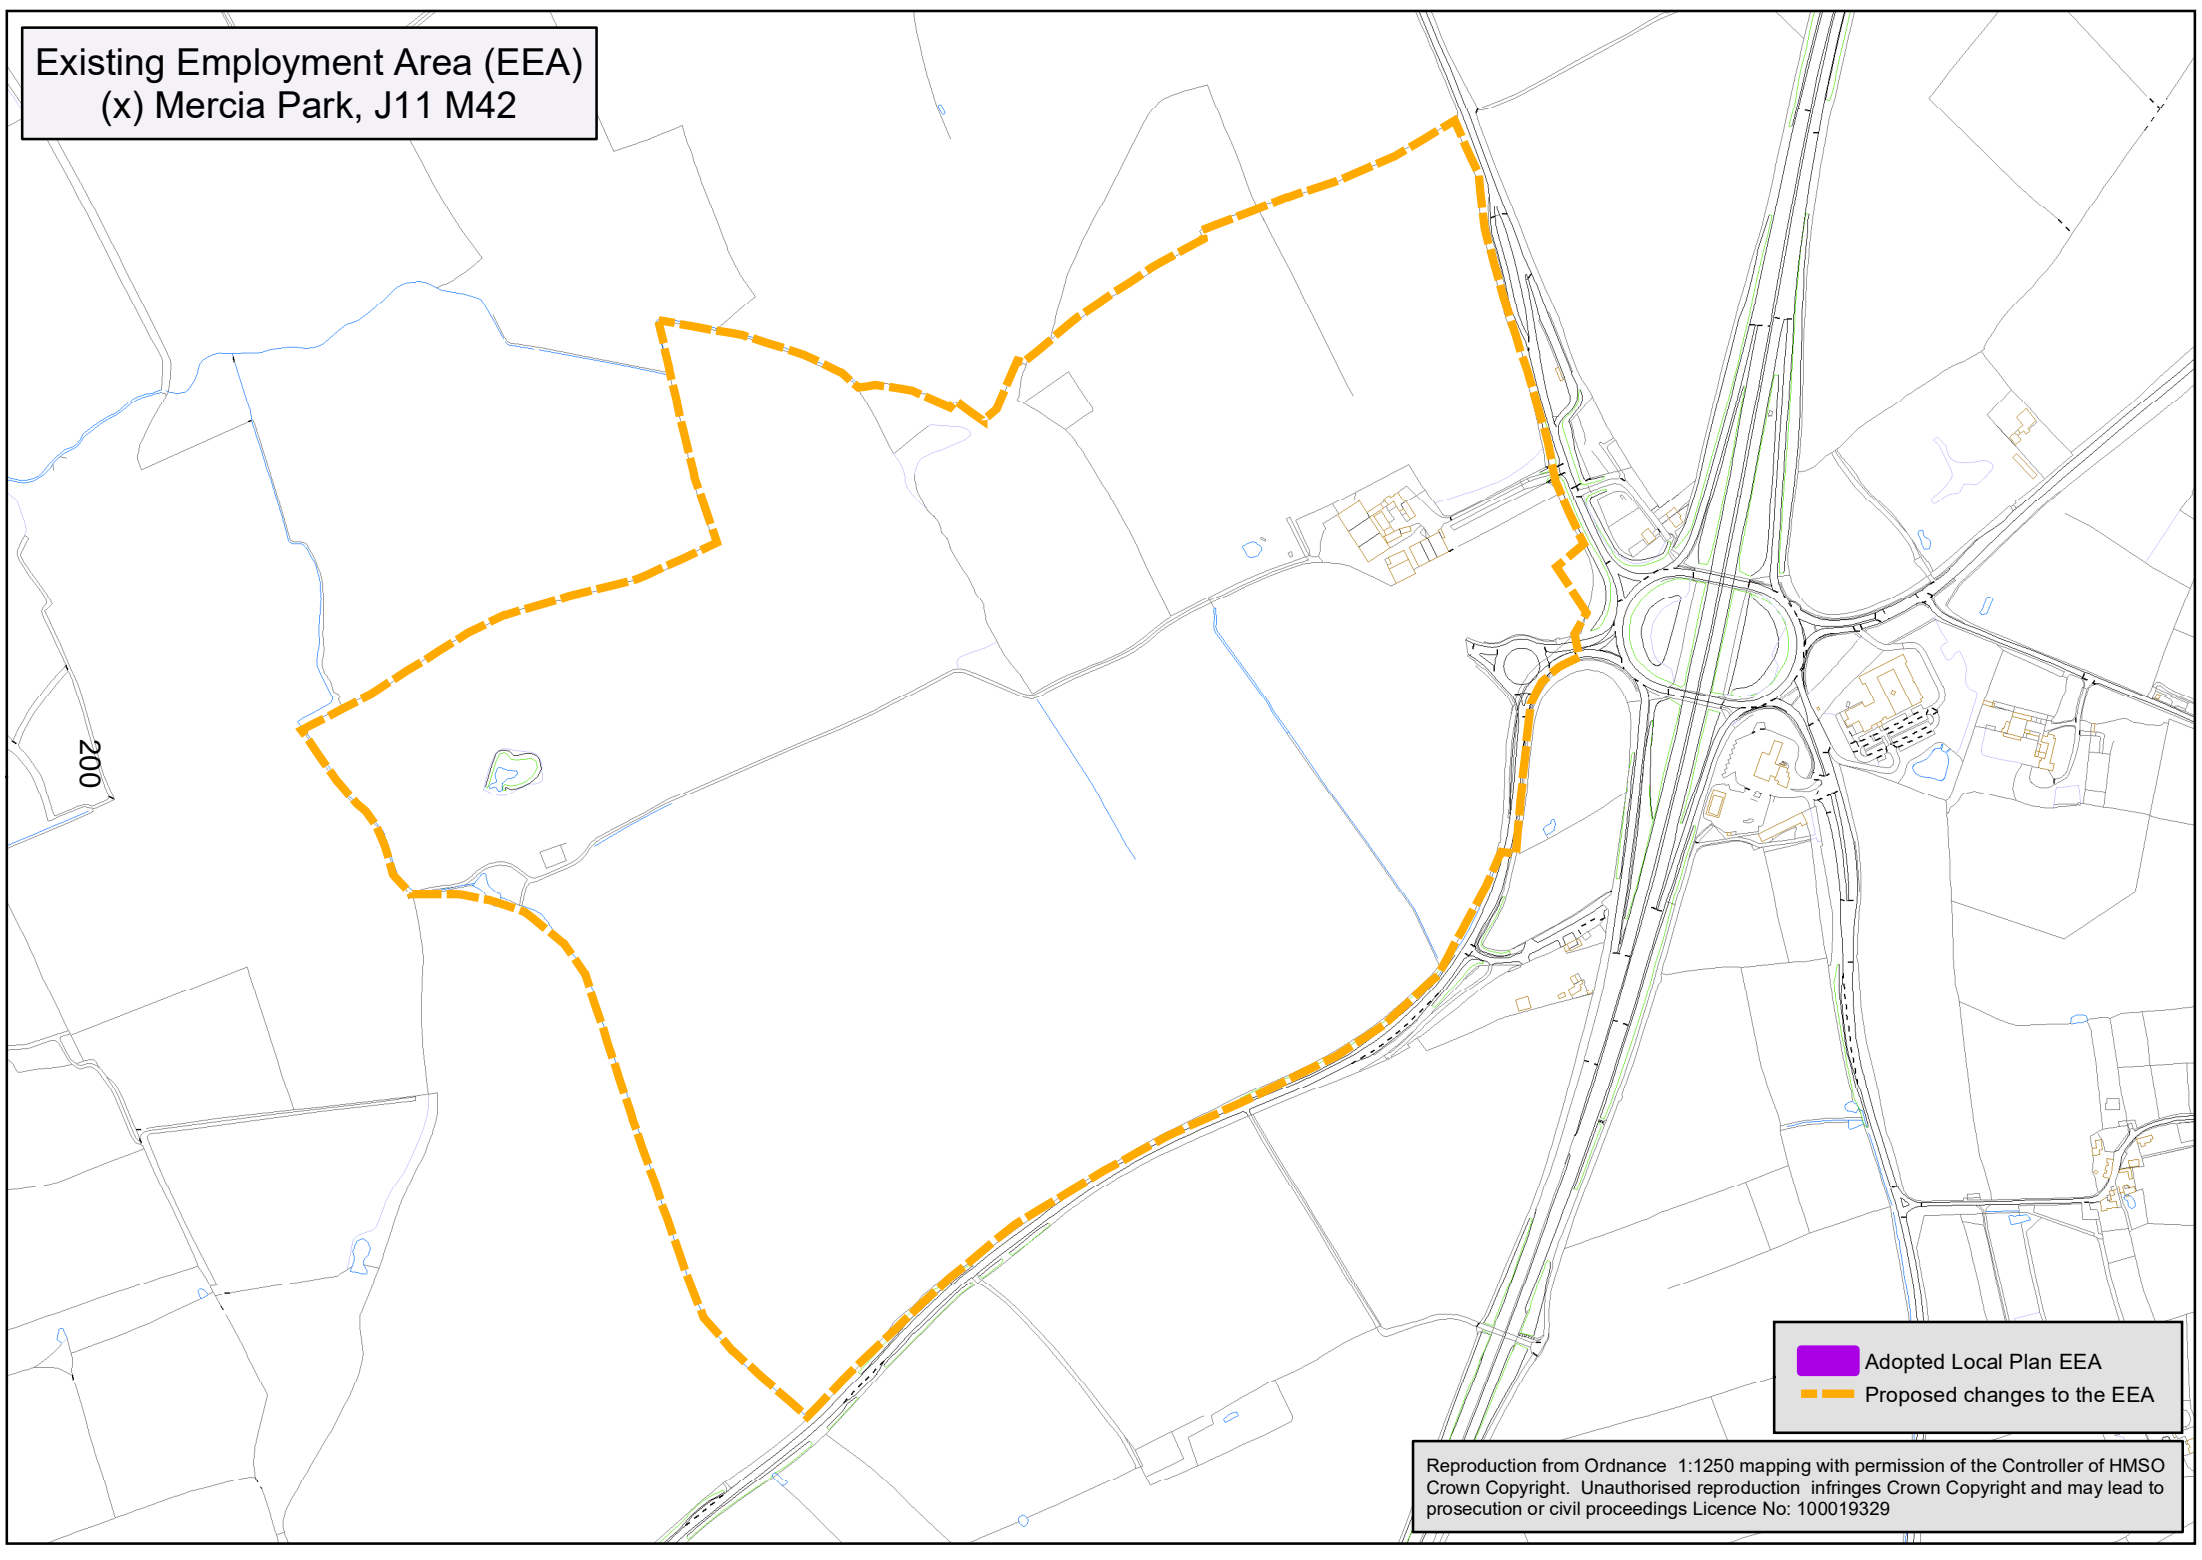 Existing Employment Area (EEA)
(x) Mercia Park, J11 M42
200
Adopted Local Plan EEA
Proposed changes to the EEA
Reproduction from Ordnance 1:1250 mapping with permission of the Controller of HMSO
Crown Copyright. Unauthorised reproduction infringes Crown Copyright and may lead to
prosecution or civil proceedings Licence No: 100019329